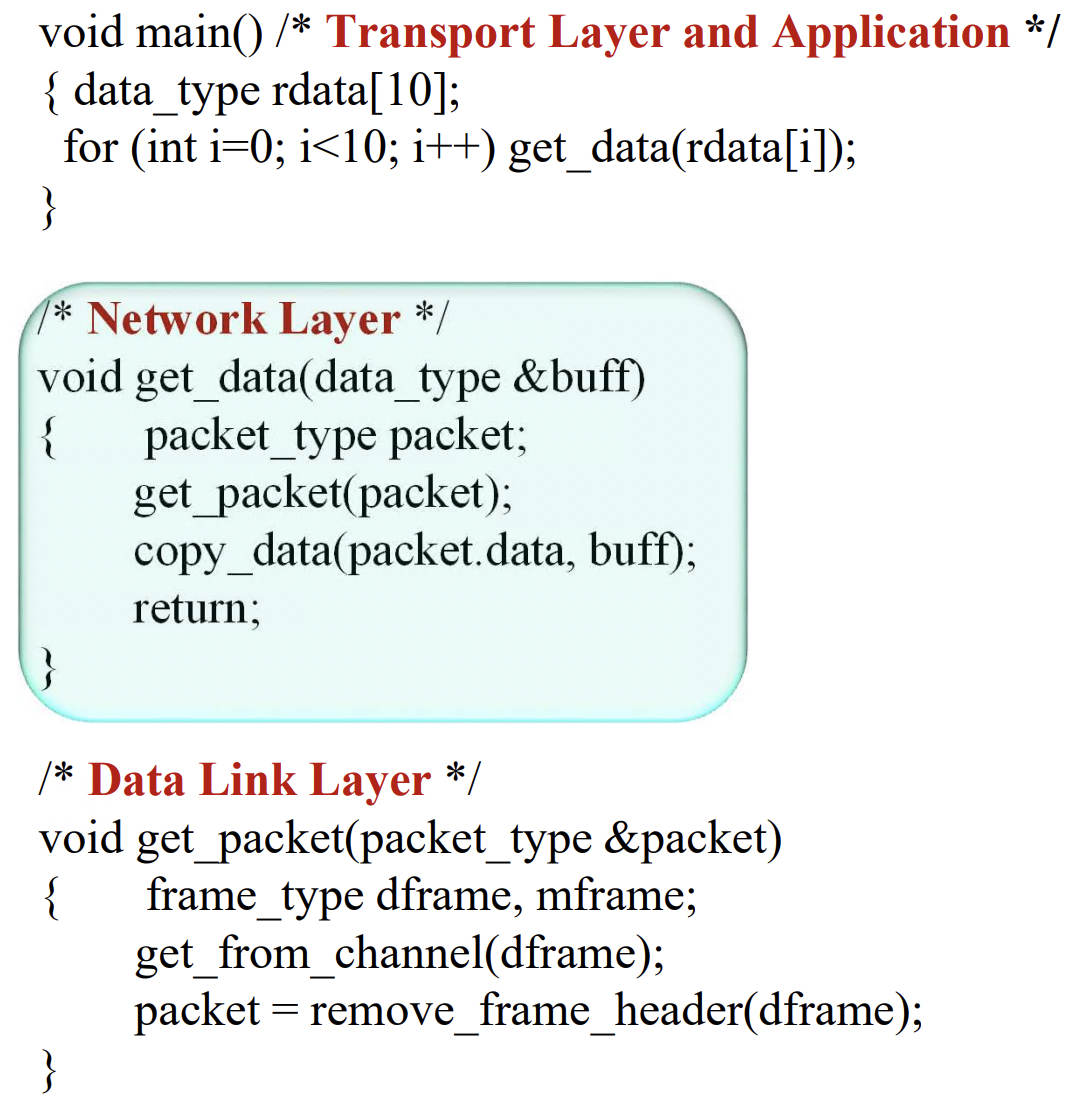 void main() /* Transport Layer and Application */
{ data_type rdata[10];
for (int i=0; i<10; i++) get_data(rdata[i]);
}
/* Network Layer */
void get_data(data_type &buff)
{ packet_type packet;
get_packet(packet);
copy_data(packet.data, buff);
return;
}
/* Data Link Layer */
void get_packet(packet_type &packet)
{ frame_type dframe, mframe;
get_from_channel(dframe);
packet = remove_frame_header(dframe);
}